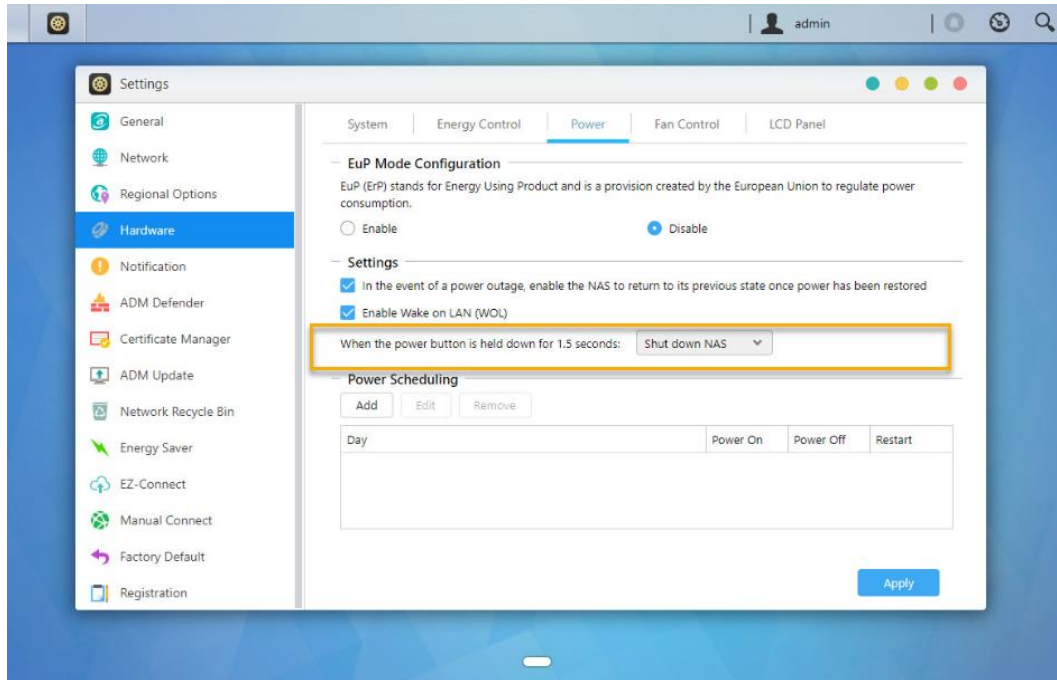 admin
Settings
General
Network
Regional Options
Hardware
Notification
ADM Defender
Certificate Manager
ADM Update
Network Recycle Bin
Energy Saver
EZ-Connect
Manual Connect
Factory Default
Registration
System Energy Control Power Fan Control LCD Panel
EuP Mode Configuration
EuP (ErP) stands for Energy Using Product and is a provision created by the European Union to regulate power
consumption.
Enable Disable
Settings
In the event of a power outage, enable the NAS to return to its previous state once power has been restored
Enable Wake on LAN (WOL)
When the power button is held down for 1.5 seconds: Shut down NAS
Power Scheduling
Add Edit Remove
Day Power On Power Off Restart
Apply